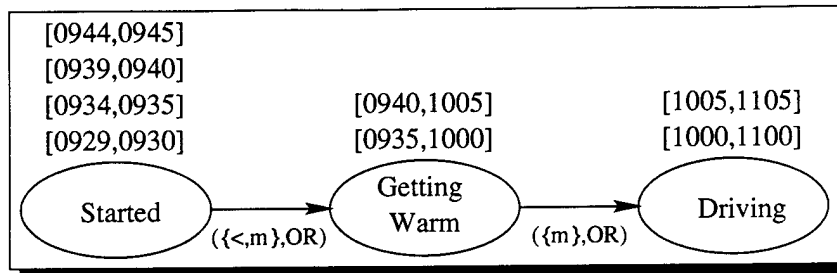 [0944,0945]
[0939,0940]
[0934,0935] [0940,1005] [1005,1105]
[0929,0930] [0935,1000] [1000,1100]
Started
Getting
Warm
Driving
({<,m},OR) ({m},OR)